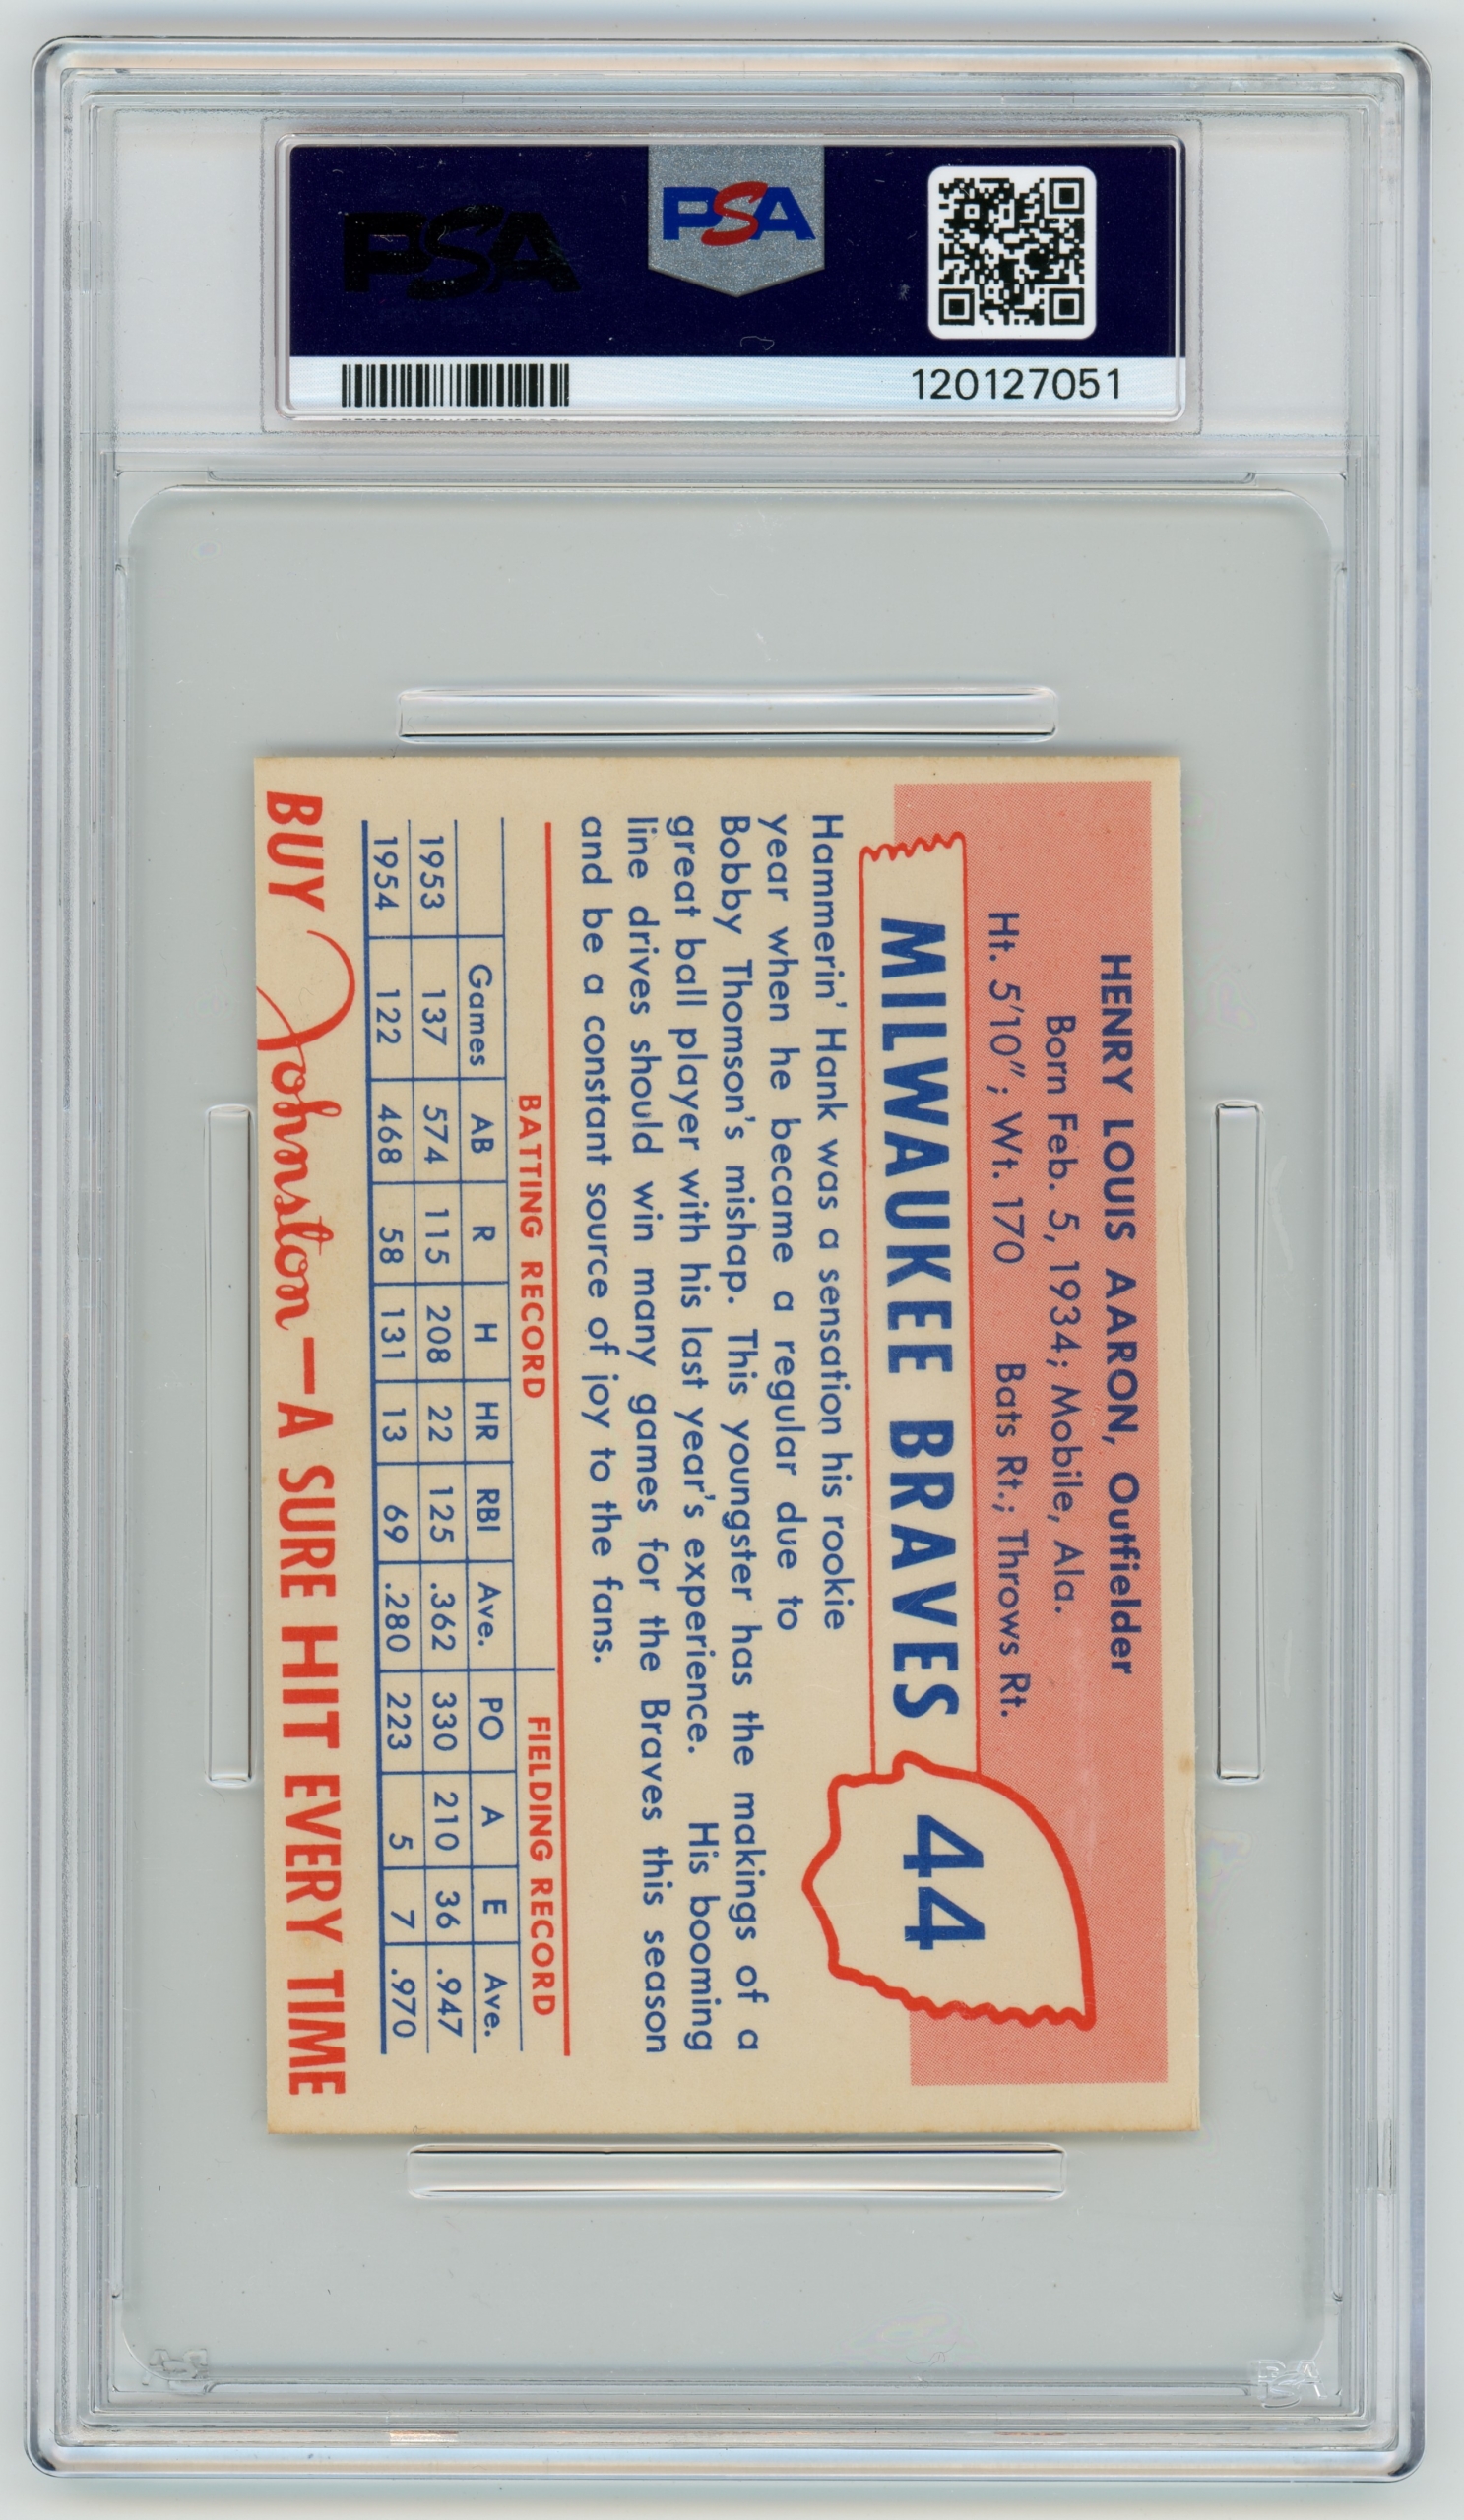 PSA
PSA
120127051
HENRY LOUIS AARON, Outfielder
Born Feb. 5, 1934; Mobile, Ala.
Ht. 5'10"; Wt. 170 Bats Rt.; Throws Rt.
MILWAUKEE BRAVES 44
Hammerin' Hank was a sensation his rookie
year when he became a regular due to
Bobby Thomson's mishap. This youngster has the makings of a
great ball player with his last year's experience. His booming
line drives should win many games for the Braves this season
and be a constant source of joy to the fans.
BATTING RECORD FIELDING RECORD
Games AB R H HR RBI Ave. PO A E Ave.
1953 137 574 115 208 22 125 .362 330 210 36 .947
1954 122 468 58 131 13 69 .280 223 5 7 .970
BUY Johnston — A SURE HIT EVERY TIME